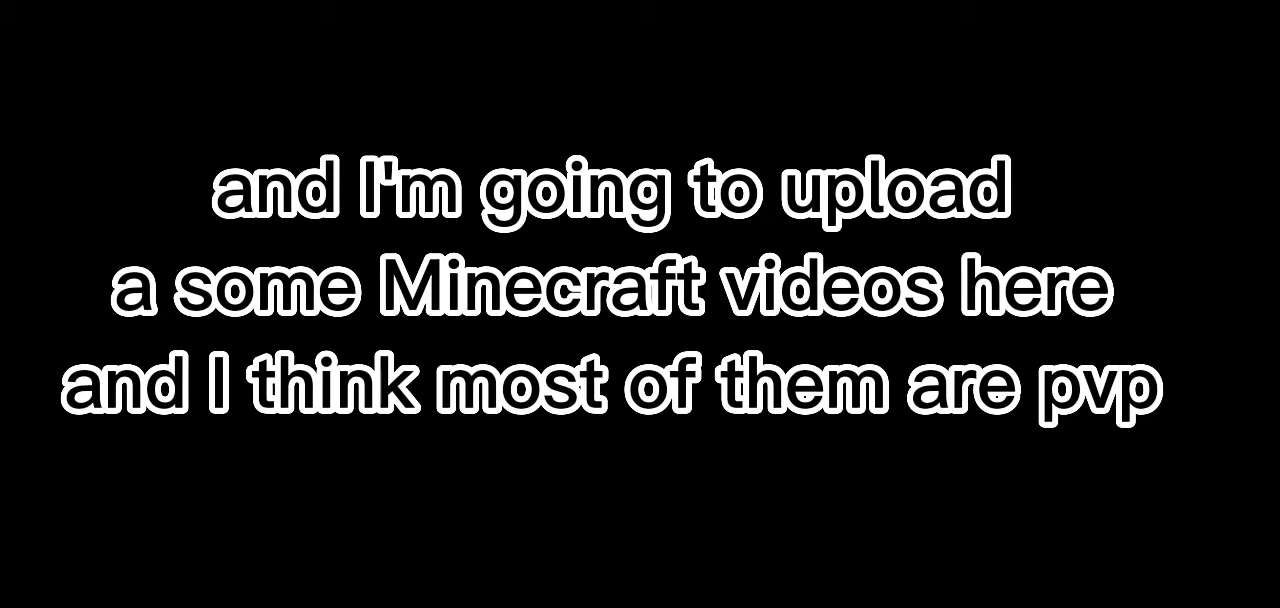 and I'm going to upload
a some Minecraft videos here
and I think most of them are pvp